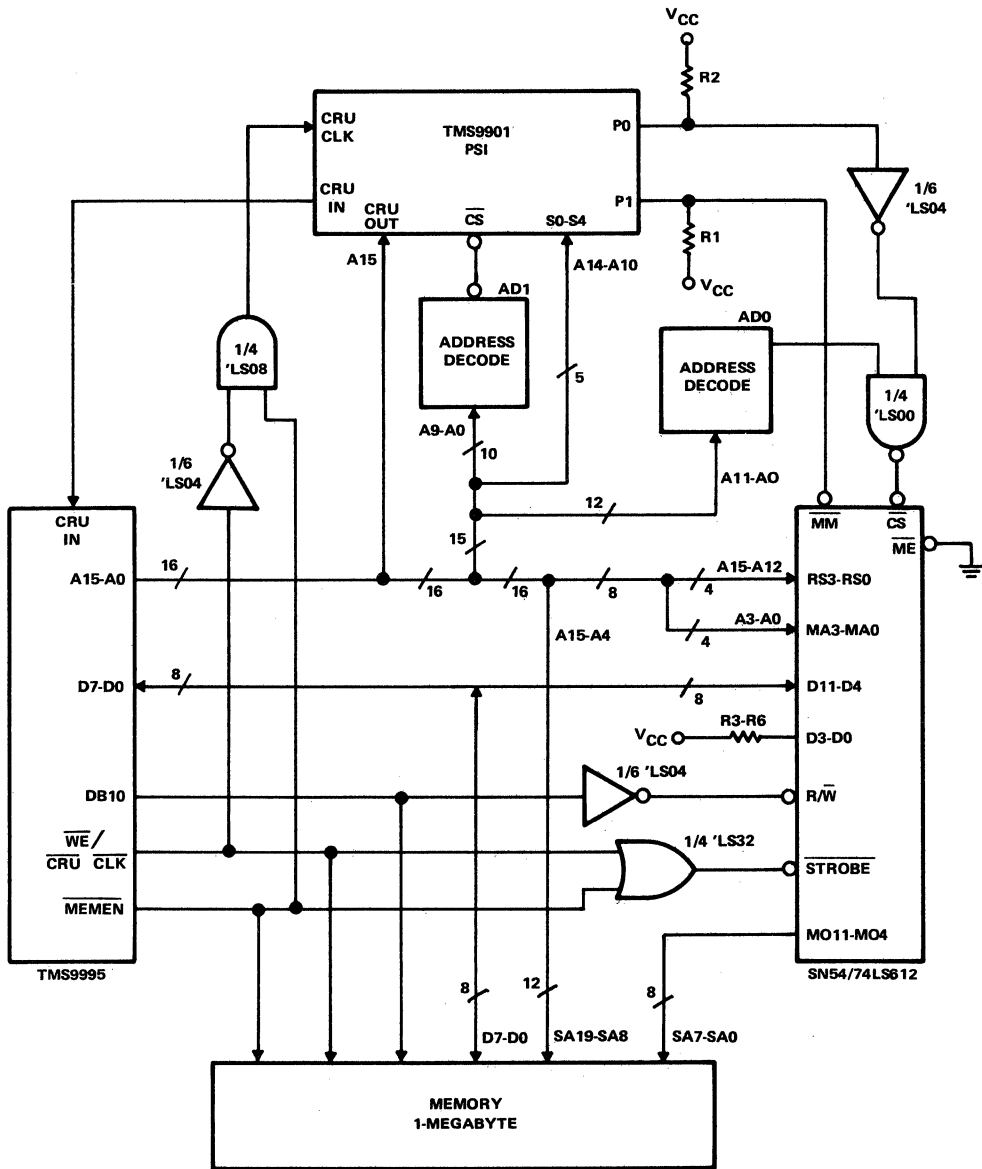 VCC
R2
CRU
CLK
TMS9901
PSI
P0
1/6
'LS04
CRU
IN
CRU
OUT
CS
S0-S4
P1
R1
VCC
A15
A14-A10
AD1
ADDRESS
DECODE
AD0
ADDRESS
DECODE
1/4
'LS08
5
1/4
'LS00
A9-A0
10
1/6
'LS04
A11-AO
12
CRU
IN
15
MM
CS
ME
16
A15-A0
16
16
8
4
A15-A12
RS3-RS0
A15-A4
4
A3-A0
MA3-MA0
D7-D0
8
8
D11-D4
VCC
R3-R6
D3-D0
1/6 'LS04
DB10
R/W
WE/
CRU CLK
1/4 'LS32
STROBE
MEMEN
MO11-MO4
TMS9995
SN54/74LS612
8
12
8
D7-D0
SA19-SA8
SA7-SA0
MEMORY
1-MEGABYTE